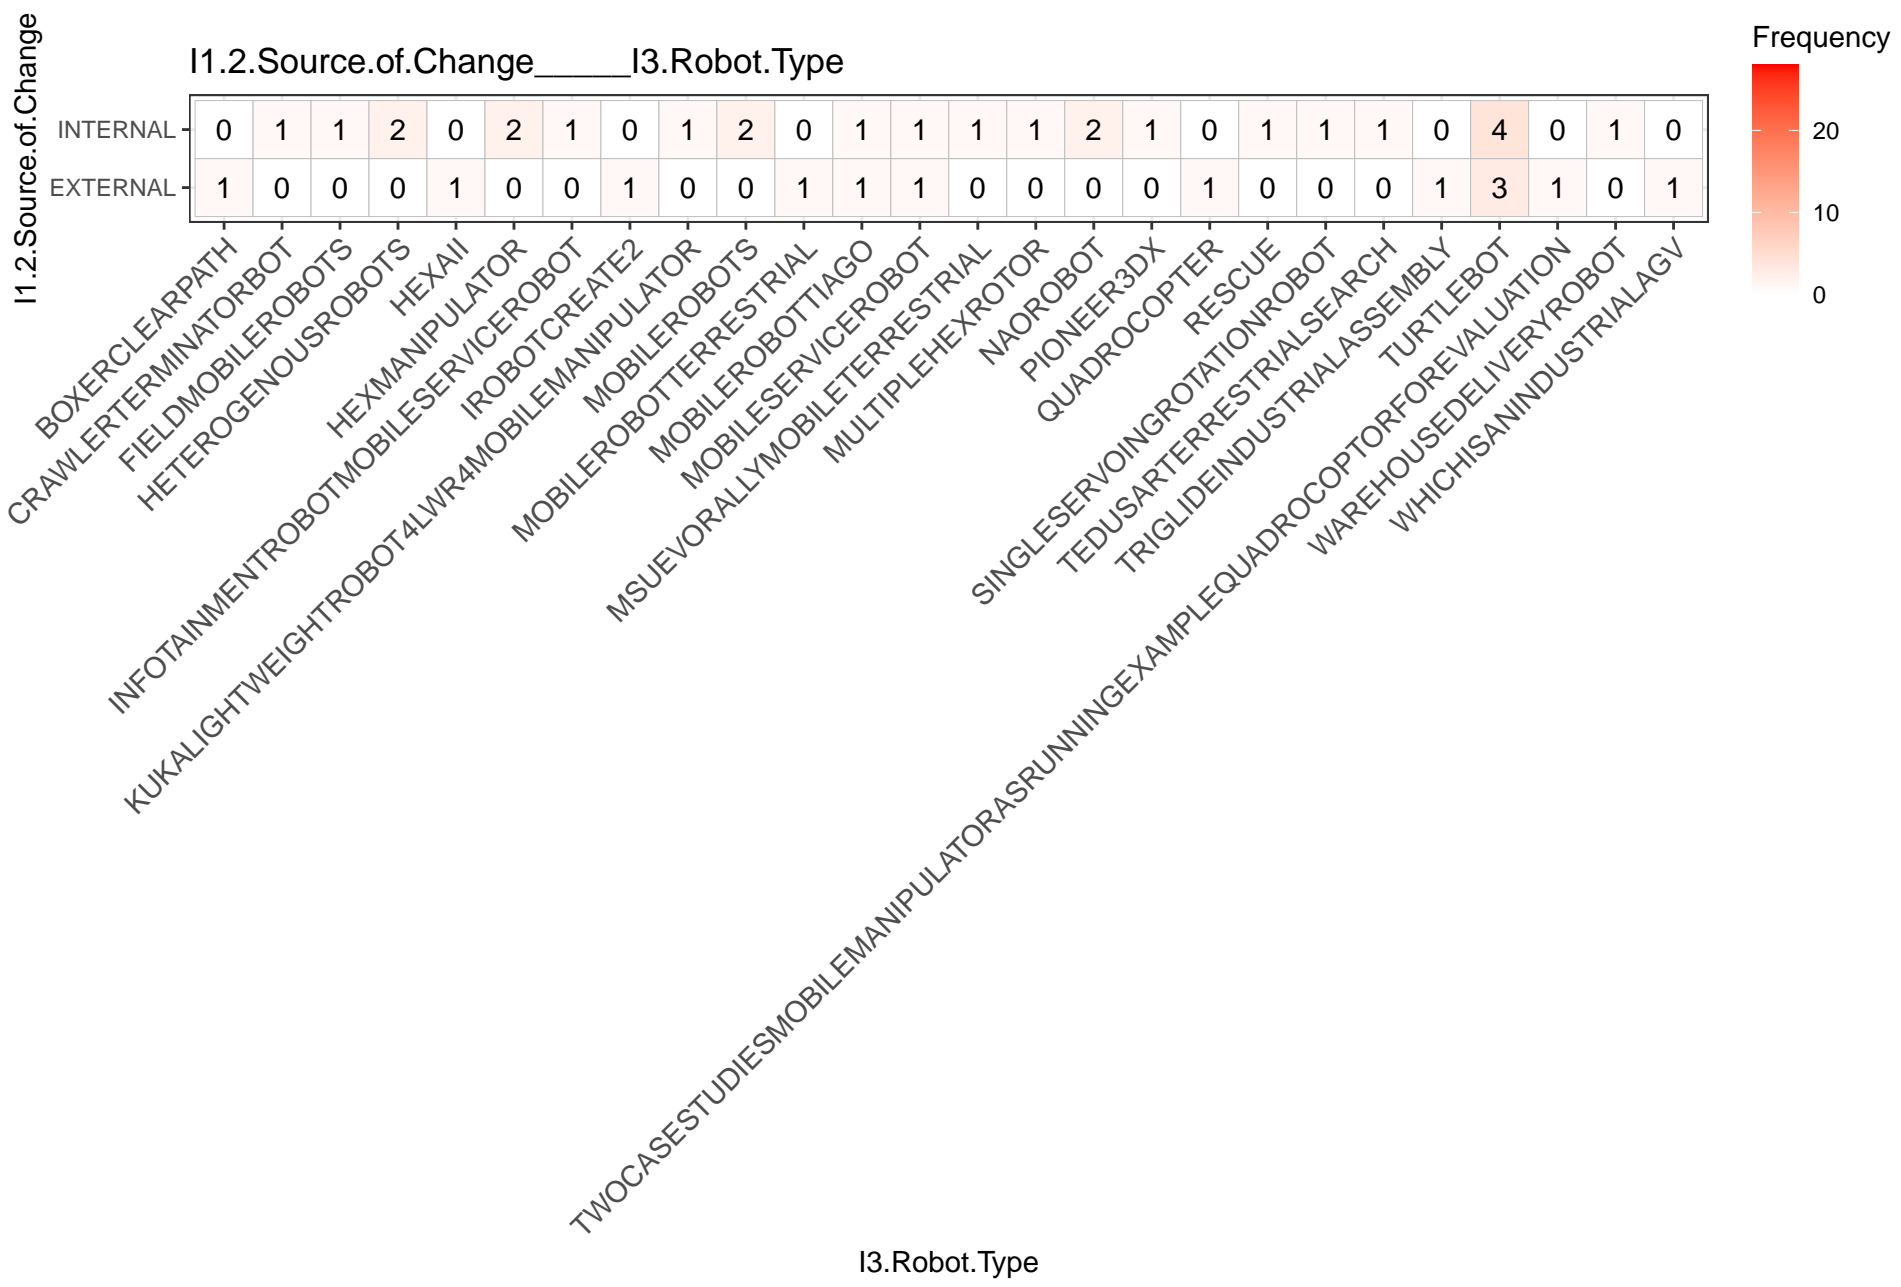 I1.2.Source.of.Change_____I3.Robot.Type
I1.2.Source.of.Change
INTERNAL 0 1 1 2 0 2 1 0 1 2 0 1 1 1 1 2 1 0 1 1 1 0 4 0 1 0
EXTERNAL 1 0 0 0 1 0 0 1 0 0 1 1 1 0 0 0 0 1 0 0 0 1 3 1 0 1
BOXERCLEARPATH
CRAWLERTERMINATORBOT
FIELDMOBILEROBOTS
HETEROGENOUSROBOTS
HEXAII
HEXMANIPULATOR
INFOTAINMENTROBOTMOBILESERVICEROBOT
IROBOTCREATE2
KUKALIGHTWEIGHTROBOT4LWR4MOBILEMANIPULATOR
MOBILEROBOTS
MOBILEROBOTTERRESTRIAL
MOBILEROBOTTIAGO
MOBILESERVICEROBOT
MSUEVORALLYMOBILETERRESTRIAL
MULTIPLEHEXROTOR
NAOROBOT
PIONEER3DX
QUADROCOPTER
RESCUE
SINGLESERVOINGROTATIONROBOT
TEDUSARTERRESTRIALSEARCH
TRIGLIDEINDUSTRIALASSEMBLY
TURTLEBOT
TWOCASESTUDIESMOBILEMANIPULATORASRUNNINGEXAMPLEQUADROCOPTORFOREVALUATION
WAREHOUSEDELIVERYROBOT
WHICHISANINDUSTRIALAGV
I3.Robot.Type
Frequency
20
10
0